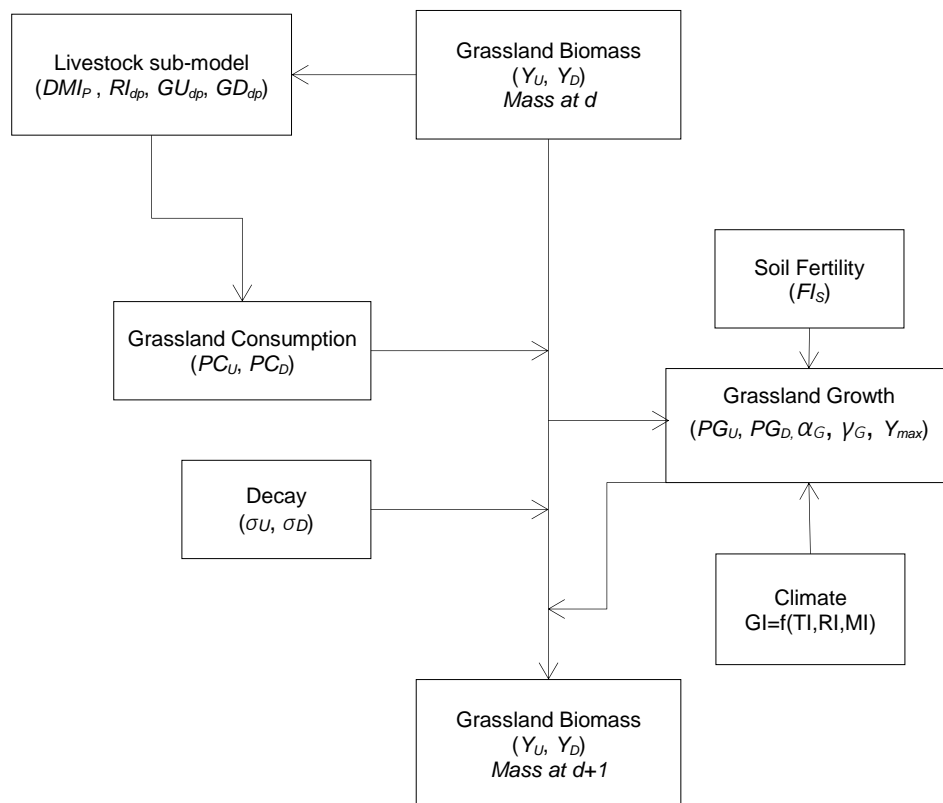 Livestock sub-model
(DMIP , RIdp, GUdp, GDdp)
Grassland Biomass
(YU, YD)
Mass at d
Soil Fertility
(FIS)
Grassland Consumption
(PCU, PCD)
Grassland Growth
(PGU, PGD, αG, γG, Ymax)
Decay
(σU, σD)
Climate
GI=f(TI,RI,MI)
Grassland Biomass
(YU, YD)
Mass at d+1